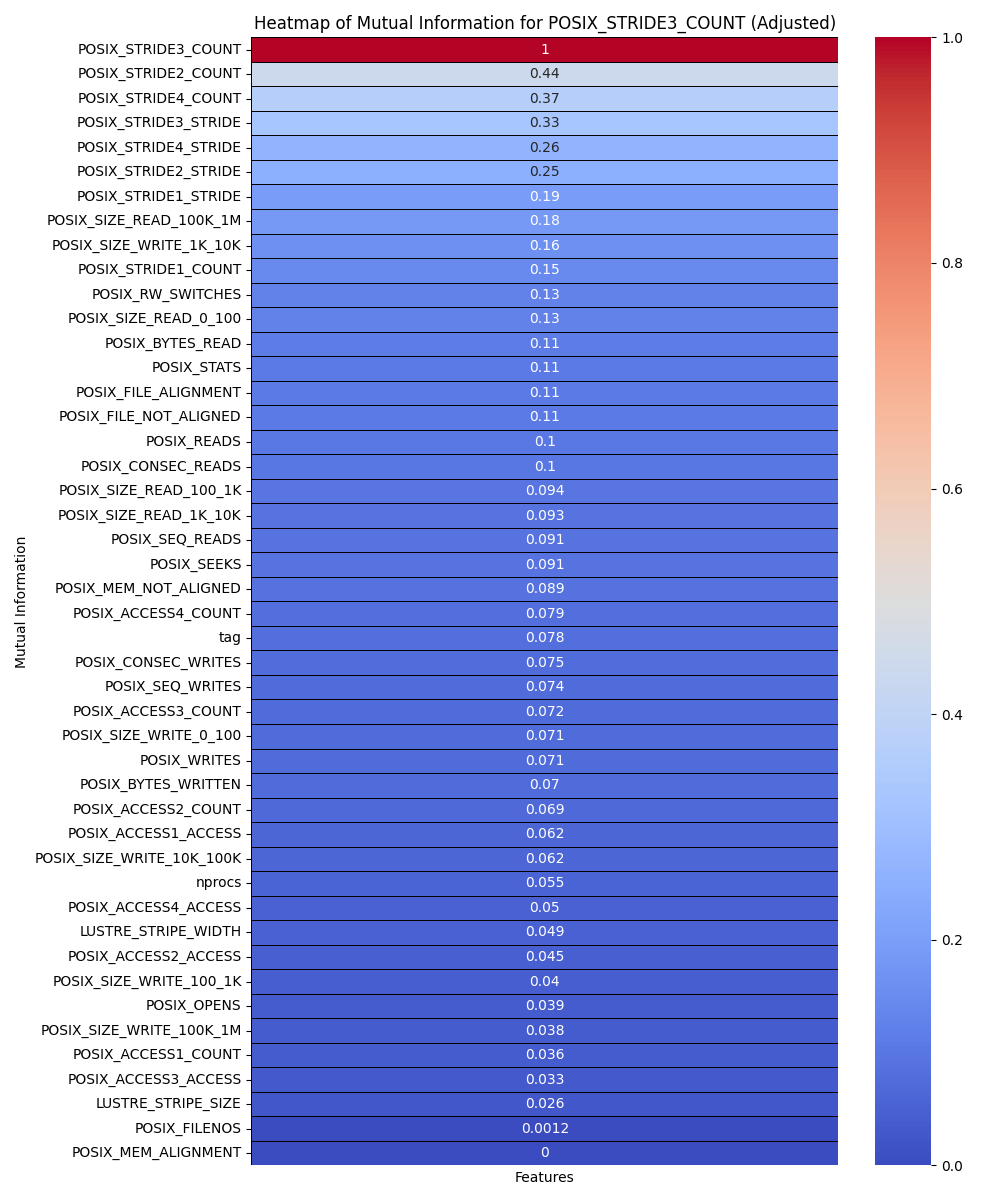 Heatmap of Mutual Information for POSIX_STRIDE3_COUNT (Adjusted)
POSIX_STRIDE3_COUNT 1
POSIX_STRIDE2_COUNT 0.44
POSIX_STRIDE4_COUNT 0.37
POSIX_STRIDE3_STRIDE 0.33
POSIX_STRIDE4_STRIDE 0.26
POSIX_STRIDE2_STRIDE 0.25
POSIX_STRIDE1_STRIDE 0.19
POSIX_SIZE_READ_100K_1M 0.18
POSIX_SIZE_WRITE_1K_10K 0.16
POSIX_STRIDE1_COUNT 0.15
POSIX_RW_SWITCHES 0.13
POSIX_SIZE_READ_0_100 0.13
POSIX_BYTES_READ 0.11
POSIX_STATS 0.11
POSIX_FILE_ALIGNMENT 0.11
POSIX_FILE_NOT_ALIGNED 0.11
POSIX_READS 0.1
POSIX_CONSEC_READS 0.1
POSIX_SIZE_READ_100_1K 0.094
POSIX_SIZE_READ_1K_10K 0.093
POSIX_SEQ_READS 0.091
POSIX_SEEKS 0.091
POSIX_MEM_NOT_ALIGNED 0.089
POSIX_ACCESS4_COUNT 0.079
tag 0.078
POSIX_CONSEC_WRITES 0.075
POSIX_SEQ_WRITES 0.074
POSIX_ACCESS3_COUNT 0.072
POSIX_SIZE_WRITE_0_100 0.071
POSIX_WRITES 0.071
POSIX_BYTES_WRITTEN 0.07
POSIX_ACCESS2_COUNT 0.069
POSIX_ACCESS1_ACCESS 0.062
POSIX_SIZE_WRITE_10K_100K 0.062
nprocs 0.055
POSIX_ACCESS4_ACCESS 0.05
LUSTRE_STRIPE_WIDTH 0.049
POSIX_ACCESS2_ACCESS 0.045
POSIX_SIZE_WRITE_100_1K 0.04
POSIX_OPENS 0.039
POSIX_SIZE_WRITE_100K_1M 0.038
POSIX_ACCESS1_COUNT 0.036
POSIX_ACCESS3_ACCESS 0.033
LUSTRE_STRIPE_SIZE 0.026
POSIX_FILENOS 0.0012
POSIX_MEM_ALIGNMENT 0
Mutual Information
Features
1.0
0.8
0.6
0.4
0.2
0.0